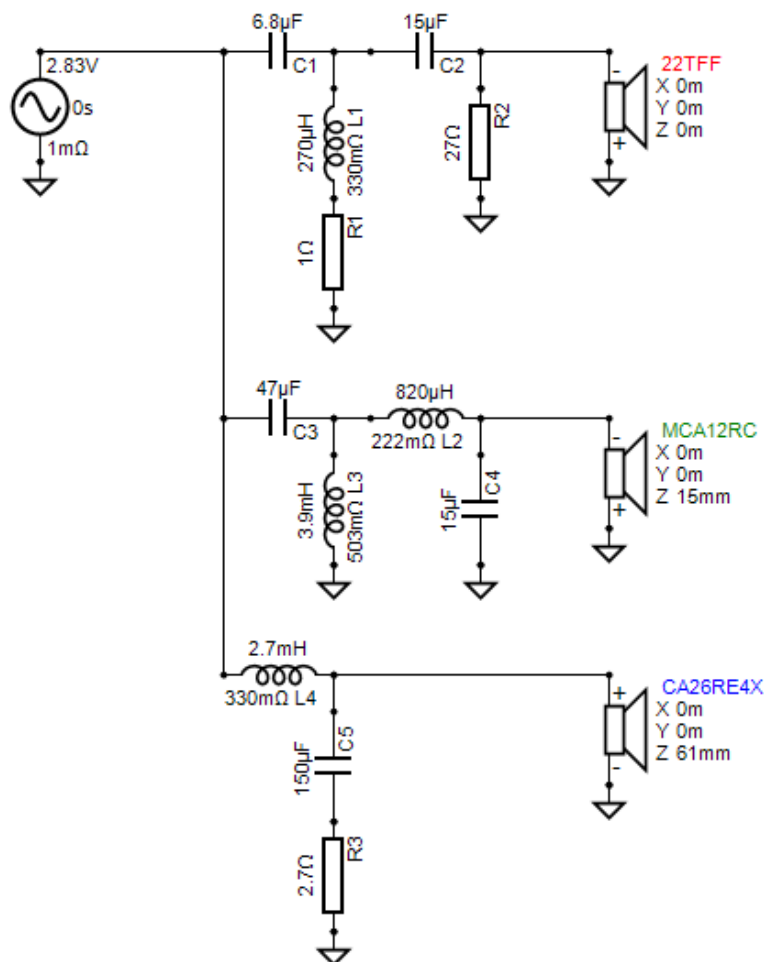 2.83V
0s
1mΩ
6.8µF
C1
15µF
C2
270µH
330mΩ L1
1Ω
R1
27Ω
R2
22TFF
-
X 0m
Y 0m
Z 0m
+
47µF
C3
820µH
222mΩ L2
3.9mH
503mΩ L3
15µF
C4
MCA12RC
-
X 0m
Y 0m
Z 15mm
+
2.7mH
330mΩ L4
150µF
C5
2.7Ω
R3
CA26RE4X
+
X 0m
Y 0m
Z 61mm
-